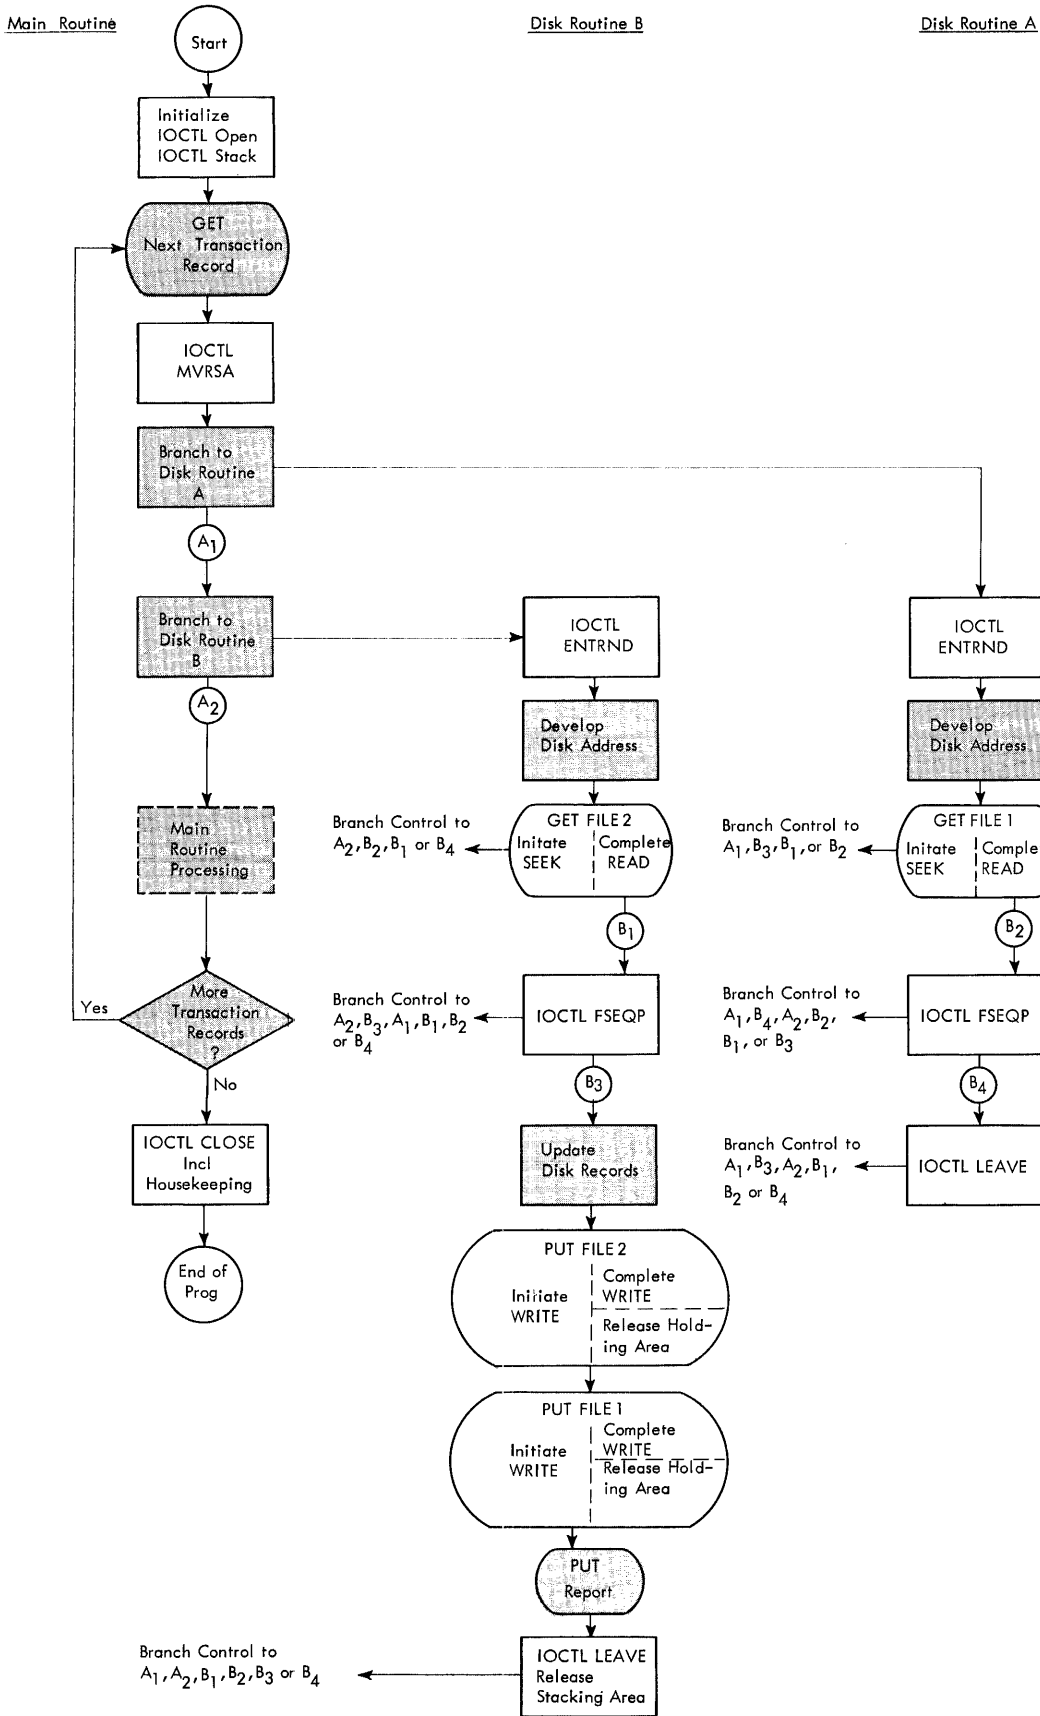 Main Routine
Disk Routine B
Disk Routine A
Start
Initialize
IOCTL Open
IOCTL Stack
GET
Next Transaction
Record
IOCTL
MVRSA
Branch to
Disk Routine
A
A1
Branch to
Disk Routine
B
A2
Main
Routine
Processing
More
Transaction
Records
?
Yes
No
IOCTL CLOSE
Incl
Housekeeping
End of
Prog
IOCTL
ENTRND
Develop
Disk Address
GET FILE 2
Initate
SEEK
Complete
READ
Branch Control to
A2, B2, B1 or B4
B1
IOCTL FSEQP
Branch Control to
A2, B3, A1, B1, B2
or B4
B3
Update
Disk Records
PUT FILE 2
Initiate
WRITE
Complete
WRITE
Release Hold-
ing Area
PUT FILE 1
Initiate
WRITE
Complete
WRITE
Release Hold-
ing Area
PUT
Report
IOCTL LEAVE
Release
Stacking Area
Branch Control to
A1, A2, B1, B2, B3 or B4
IOCTL
ENTRND
Develop
Disk Address
GET FILE 1
Initate
SEEK
Comple
READ
Branch Control to
A1, B3, B1, or B2
B2
IOCTL FSEQP
Branch Control to
A1, B4, A2, B2,
B1, or B3
B4
IOCTL LEAVE
Branch Control to
A1, B3, A2, B1,
B2 or B4